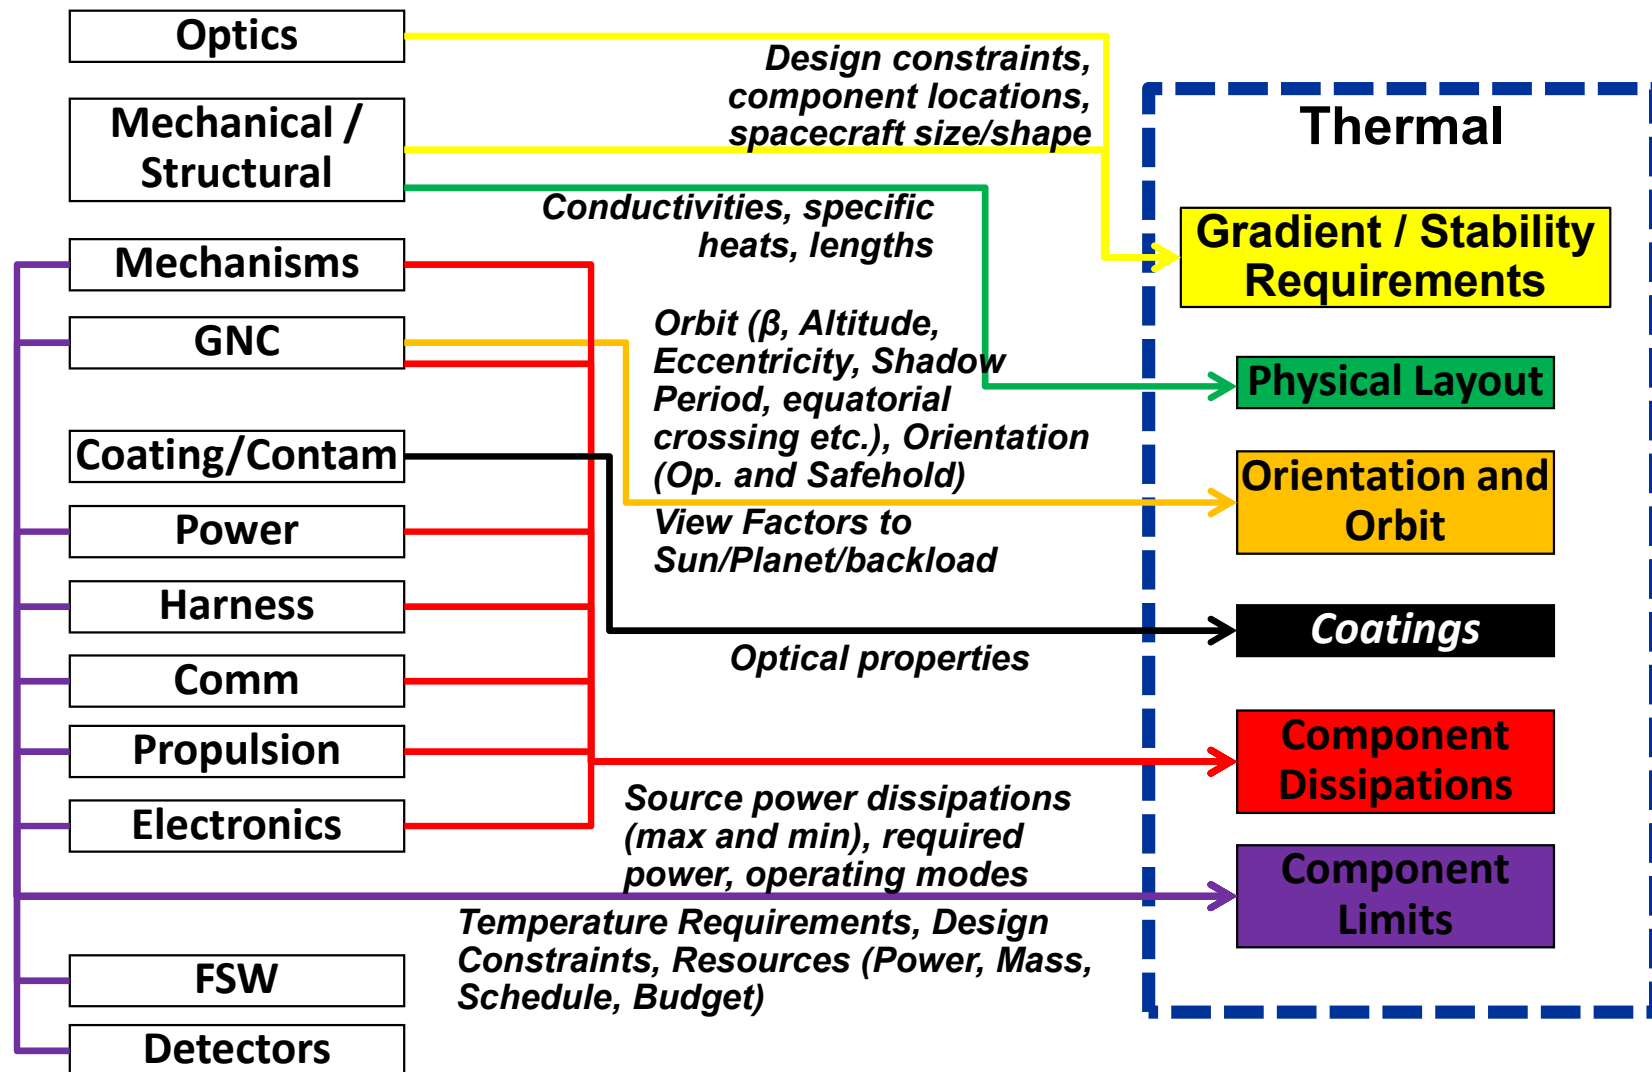 Optics
Mechanical /
Structural
Mechanisms
GNC
Coating/Contam
Power
Harness
Comm
Propulsion
Electronics
FSW
Detectors
Design constraints,
component locations,
spacecraft size/shape
Conductivities, specific
heats, lengths
Orbit (β, Altitude,
Eccentricity, Shadow
Period, equatorial
crossing etc.), Orientation
(Op. and Safehold)
View Factors to
Sun/Planet/backload
Optical properties
Source power dissipations
(max and min), required
power, operating modes
Temperature Requirements, Design
Constraints, Resources (Power, Mass,
Schedule, Budget)
Thermal
Gradient / Stability
Requirements
Physical Layout
Orientation and
Orbit
Coatings
Component
Dissipations
Component
Limits